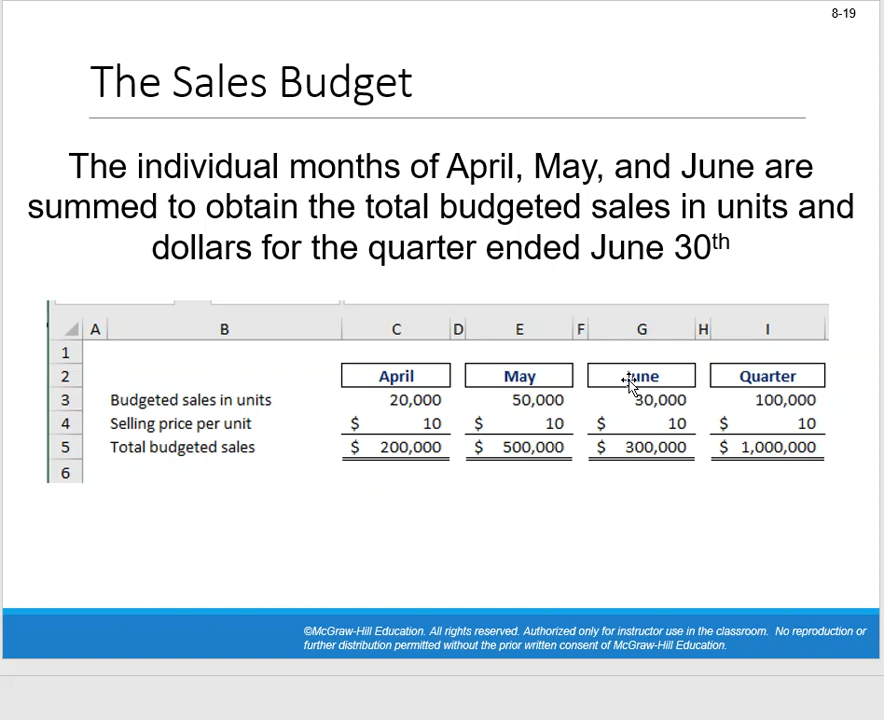 8-19
The Sales Budget
The individual months of April, May, and June are
summed to obtain the total budgeted sales in units and
dollars for the quarter ended June 30th
A B C D E F G H I
1
2 April May June Quarter
3 Budgeted sales in units 20,000 50,000 30,000 100,000
4 Selling price per unit $ 10 $ 10 $ 10 $ 10
5 Total budgeted sales $ 200,000 $ 500,000 $ 300,000 $ 1,000,000
6
©McGraw-Hill Education. All rights reserved. Authorized only for instructor use in the classroom. No reproduction or
further distribution permitted without the prior written consent of McGraw-Hill Education.